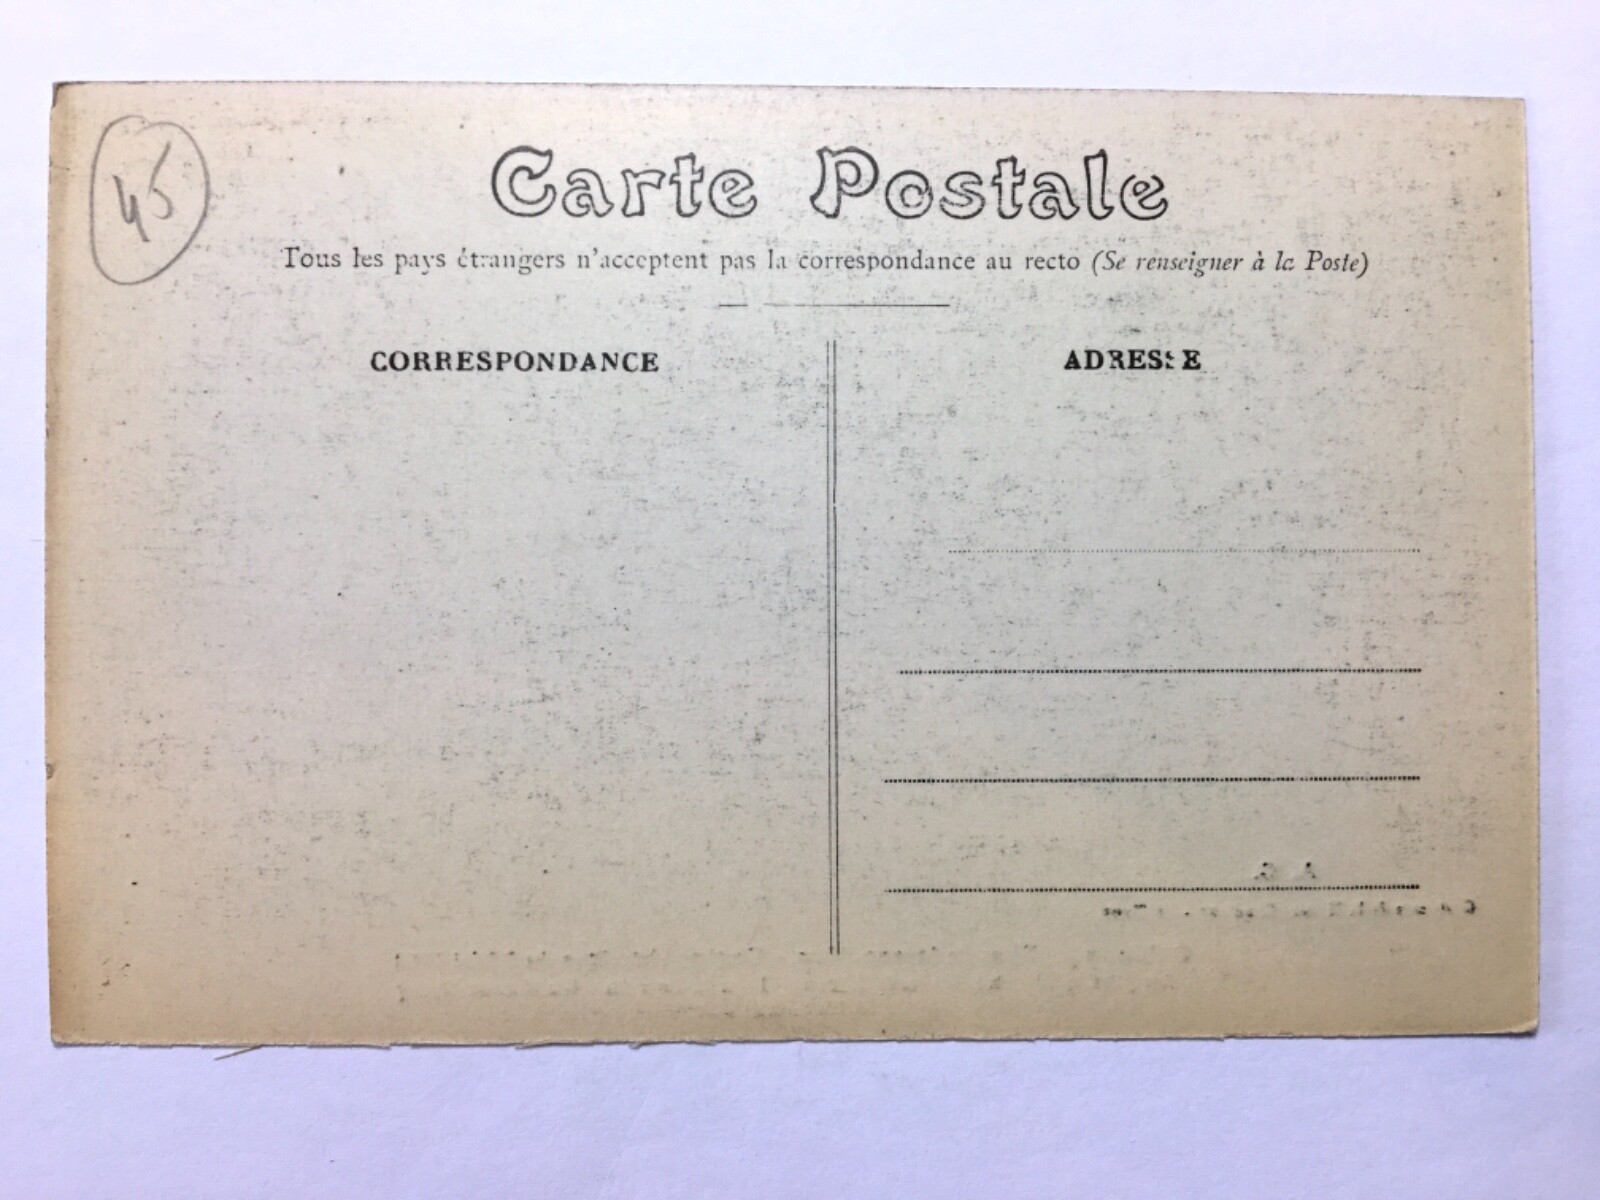 45
Carte Postale
Tous les pays étrangers n'acceptent pas la correspondance au recto (Se renseigner à la Poste)
CORRESPONDANCE
ADRESSE
A. G.